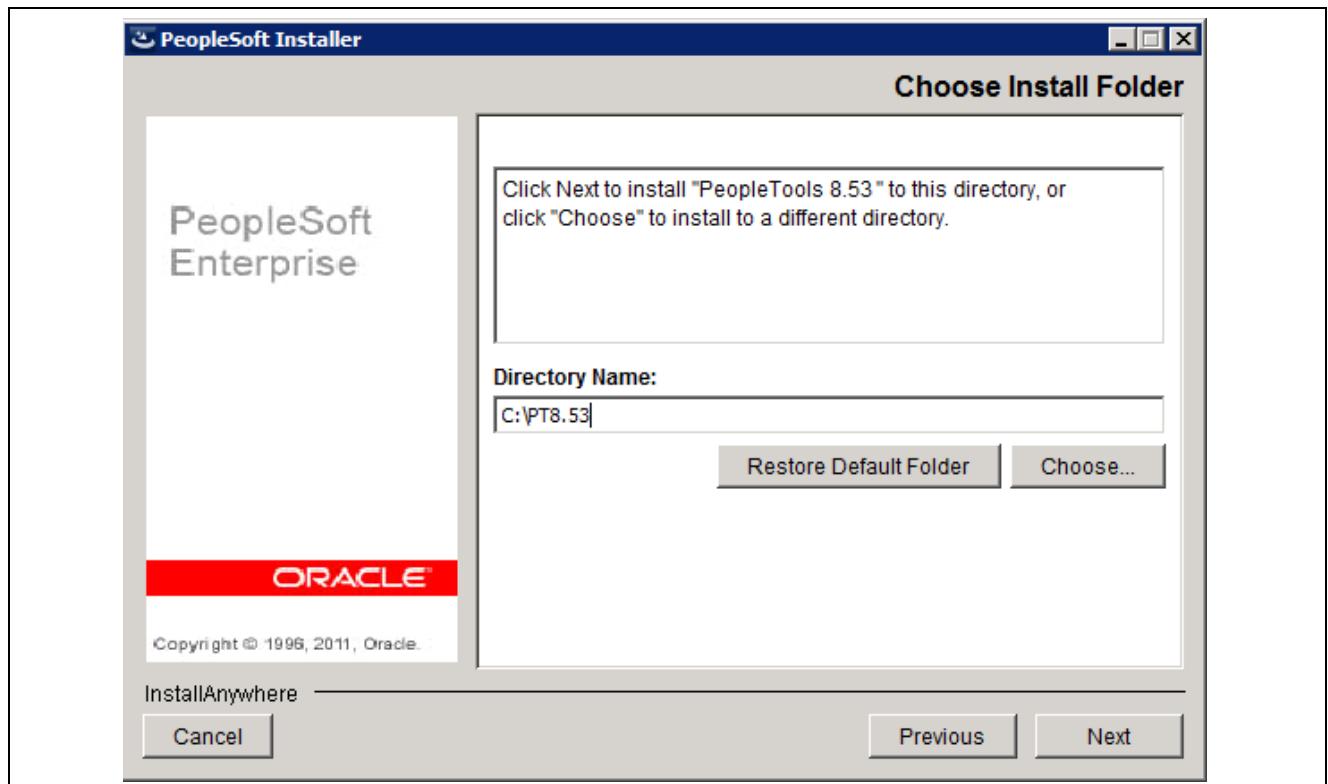 PeopleSoft Installer
Choose Install Folder
PeopleSoft
Enterprise
ORACLE
Copyright © 1996, 2011, Oracle.
Click Next to install "PeopleTools 8.53 " to this directory, or
click "Choose" to install to a different directory.
Directory Name:
C:\PT8.53
Restore Default Folder
Choose...
InstallAnywhere
Cancel
Previous
Next